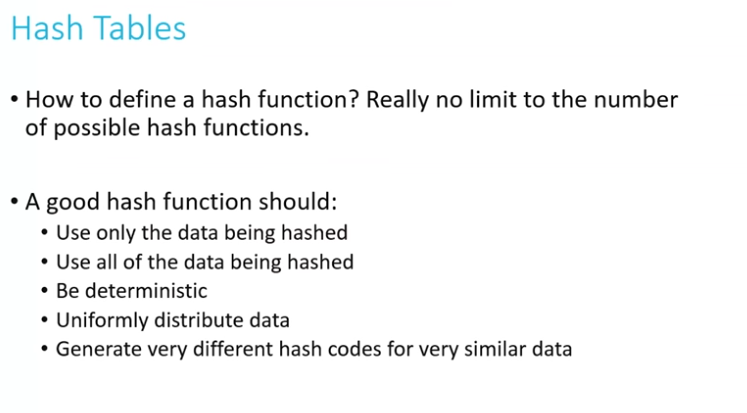 Hash Tables
• How to define a hash function? Really no limit to the number
of possible hash functions.
• A good hash function should:
• Use only the data being hashed
• Use all of the data being hashed
• Be deterministic
• Uniformly distribute data
• Generate very different hash codes for very similar data